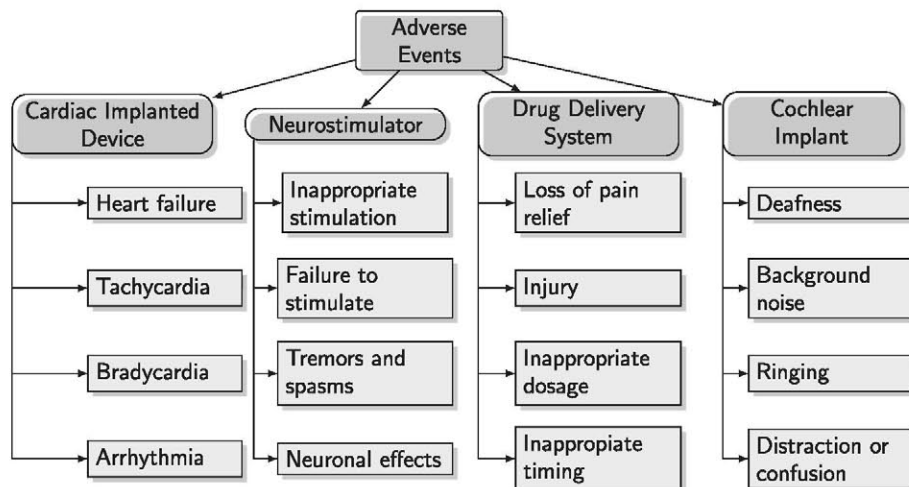 Adverse
Events
Cardiac Implanted
Device
Neurostimulator
Drug Delivery
System
Cochlear
Implant
Heart failure
Tachycardia
Bradycardia
Arrhythmia
Inappropriate
stimulation
Failure to
stimulate
Tremors and
spasms
Neuronal effects
Loss of pain
relief
Injury
Inappropriate
dosage
Inappropiate
timing
Deafness
Background
noise
Ringing
Distraction or
confusion